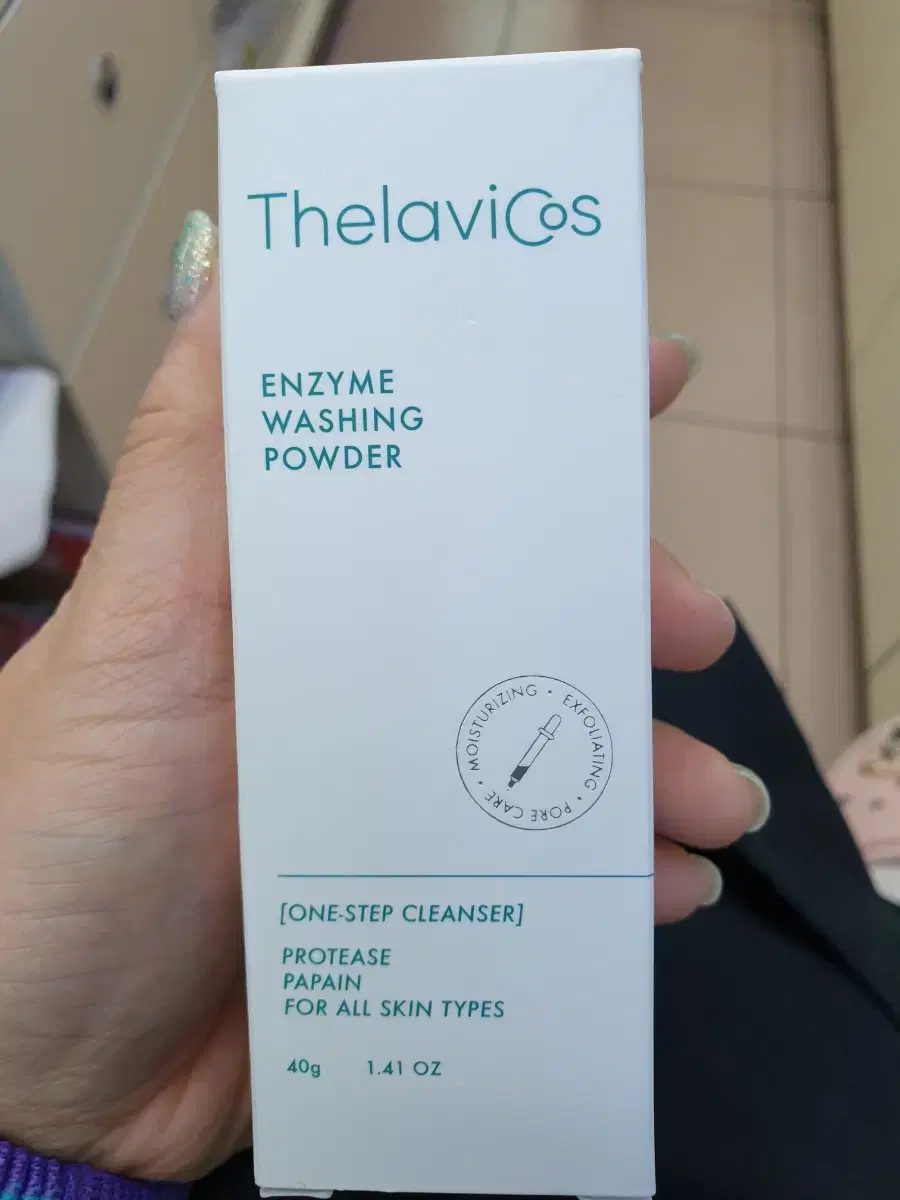 ThelaviCos
ENZYME
WASHING
POWDER
MOISTURIZING • EXFOLIATING • PORE CARE •
[ONE-STEP CLEANSER]
PROTEASE
PAPAIN
FOR ALL SKIN TYPES
40g 1.41 OZ